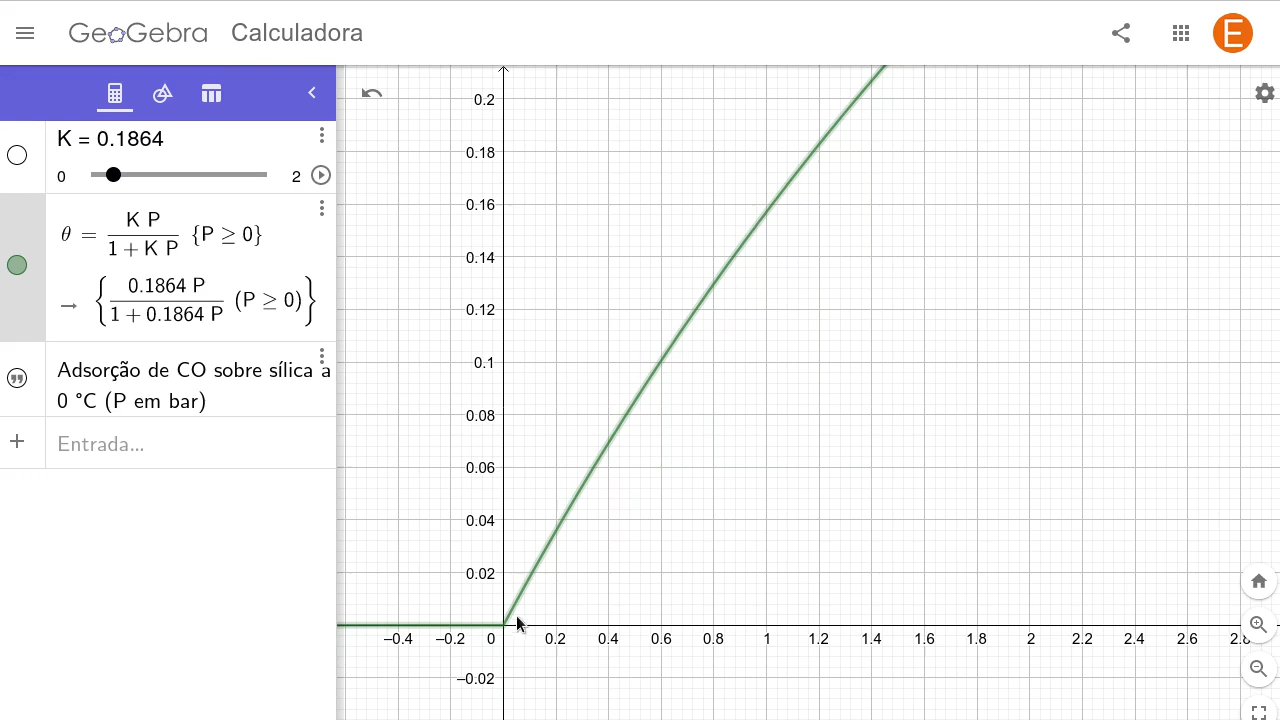 GeoGebra Calculadora
E
K = 0.1864
0 2
θ = K P / 1 + K P {P ≥ 0}
→ { 0.1864 P / 1 + 0.1864 P (P ≥ 0) }
Adsorção de CO sobre sílica a
0 °C (P em bar)
+ Entrada...
0.2
0.18
0.16
0.14
0.12
0.1
0.08
0.06
0.04
0.02
–0.4 –0.2 0 0.2 0.4 0.6 0.8 1 1.2 1.4 1.6 1.8 2 2.2 2.4 2.6 2.8
–0.02